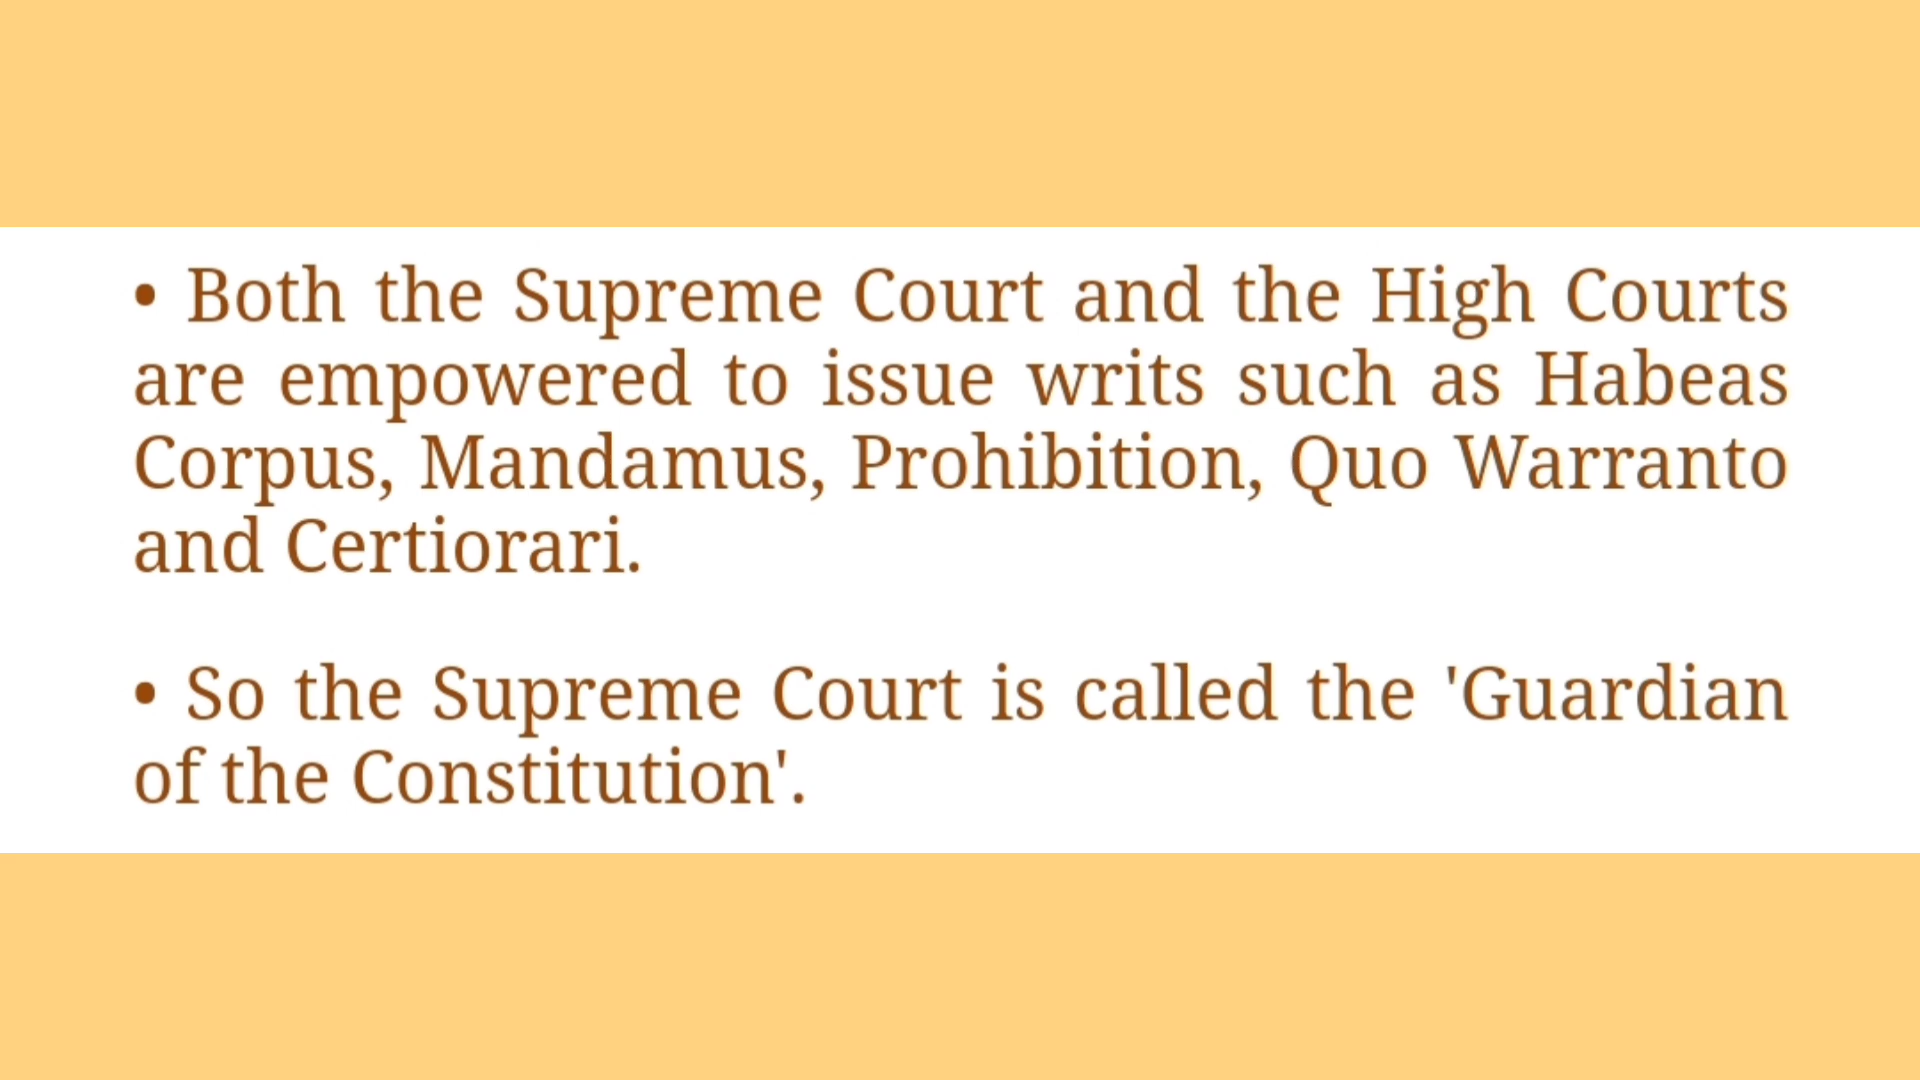 • Both the Supreme Court and the High Courts
are empowered to issue writs such as Habeas
Corpus, Mandamus, Prohibition, Quo Warranto
and Certiorari.
• So the Supreme Court is called the 'Guardian
of the Constitution'.